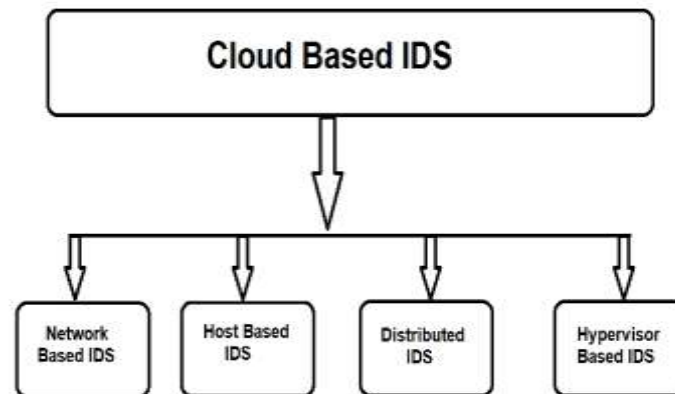 Cloud Based IDS
Network
Based IDS
Host Based
IDS
Distributed
IDS
Hypervisor
Based IDS